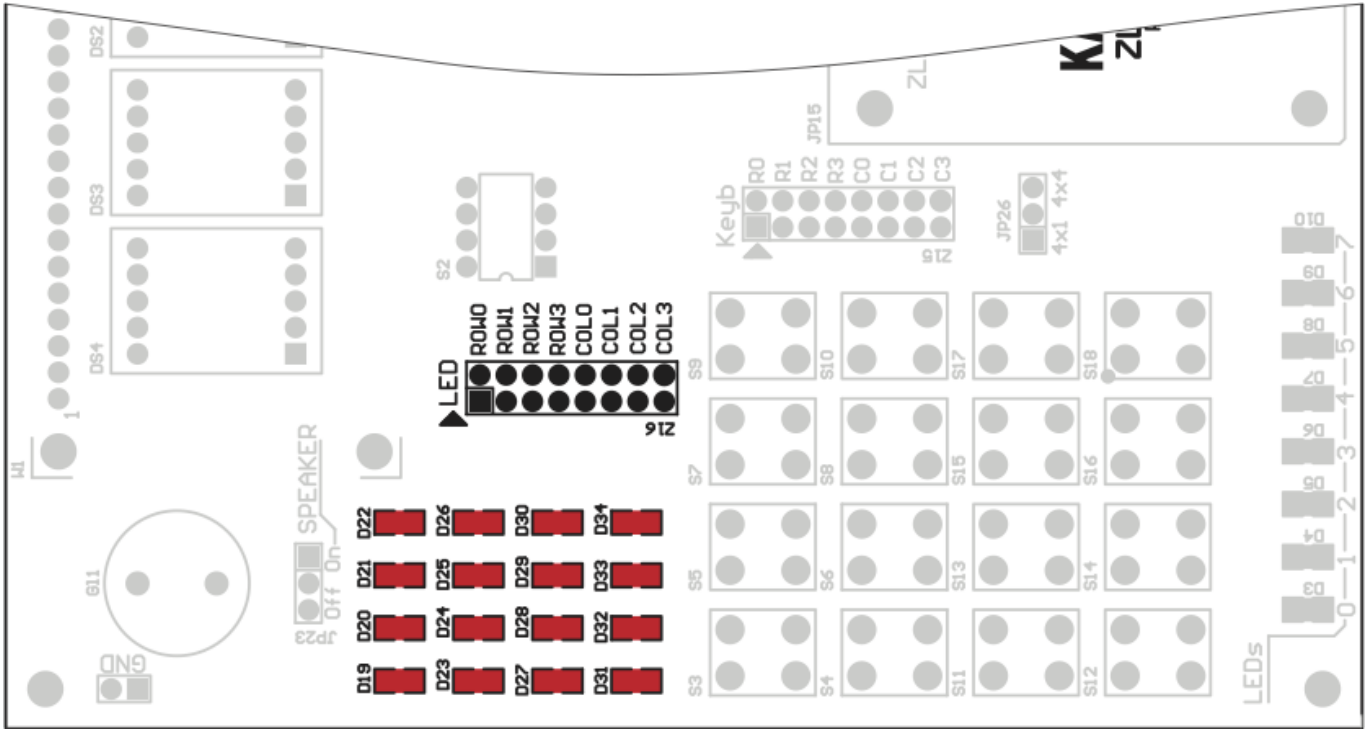 DS2
ZL
JP15
DS3
Keyb
R0
R1
R2
R3
C0
C1
C2
C3
JP26
4x4
4x1
Z15
S2
DS4
1
LED
ROW0
ROW1
ROW2
ROW3
COL0
COL1
COL2
COL3
Z16
W1
SPEAKER
On
Off
JP23
G11
GND
D22
D26
D30
D34
D21
D25
D29
D33
D20
D24
D28
D32
D19
D23
D27
D31
S9
S10
S17
S18
S7
S8
S15
S16
S5
S6
S13
S14
S3
S4
S11
S12
D10
7
D9
6
D8
5
D7
4
D6
3
D5
2
D4
1
D3
0
LEDs